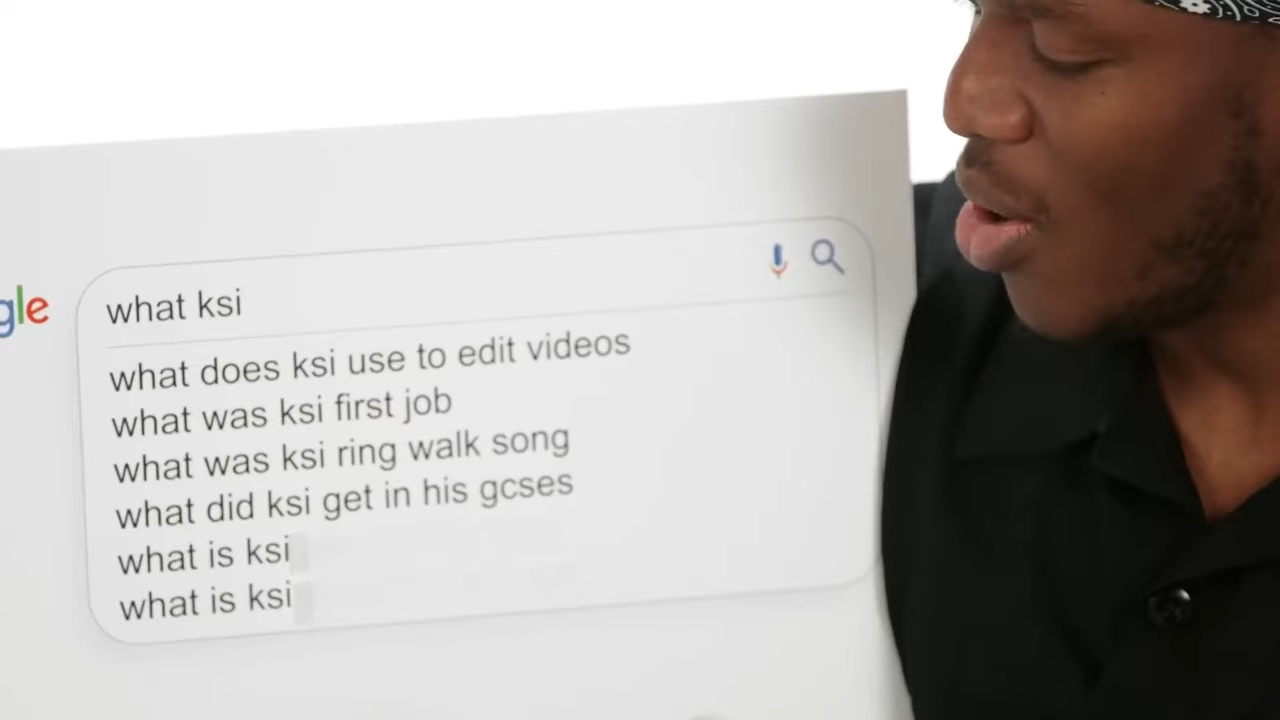 gle
what ksi
what does ksi use to edit videos
what was ksi first job
what was ksi ring walk song
what did ksi get in his gcses
what is ksi
what is ksi